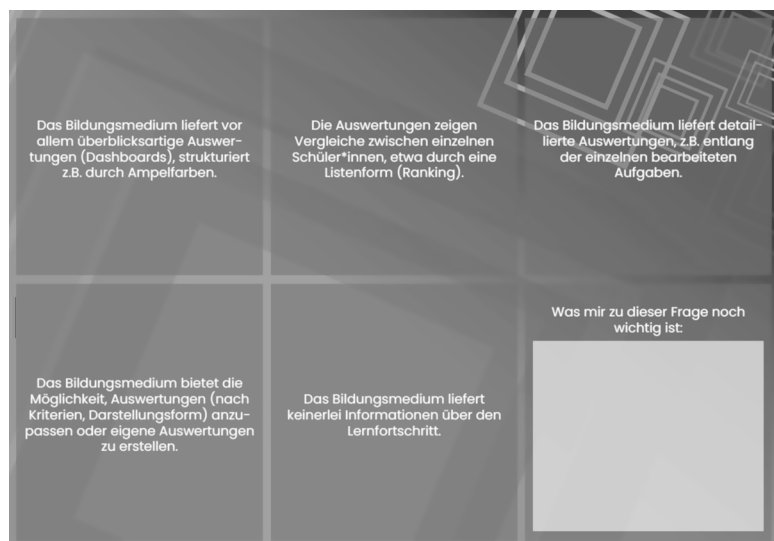 Das Bildungsmedium liefert vor
allem überblicksartige Auswer-
tungen (Dashboards), strukturiert
z.B. durch Ampelfarben.
Die Auswertungen zeigen
Vergleiche zwischen einzelnen
Schüler*innen, etwa durch eine
Listenform (Ranking).
Das Bildungsmedium liefert detail-
lierte Auswertungen, z.B. entlang
der einzelnen bearbeiteten
Aufgaben.
Das Bildungsmedium bietet die
Möglichkeit, Auswertungen (nach
Kriterien, Darstellungsform) anzu-
passen oder eigene Auswertungen
zu erstellen.
Das Bildungsmedium liefert
keinerlei Informationen über den
Lernfortschritt.
Was mir zu dieser Frage noch
wichtig ist: